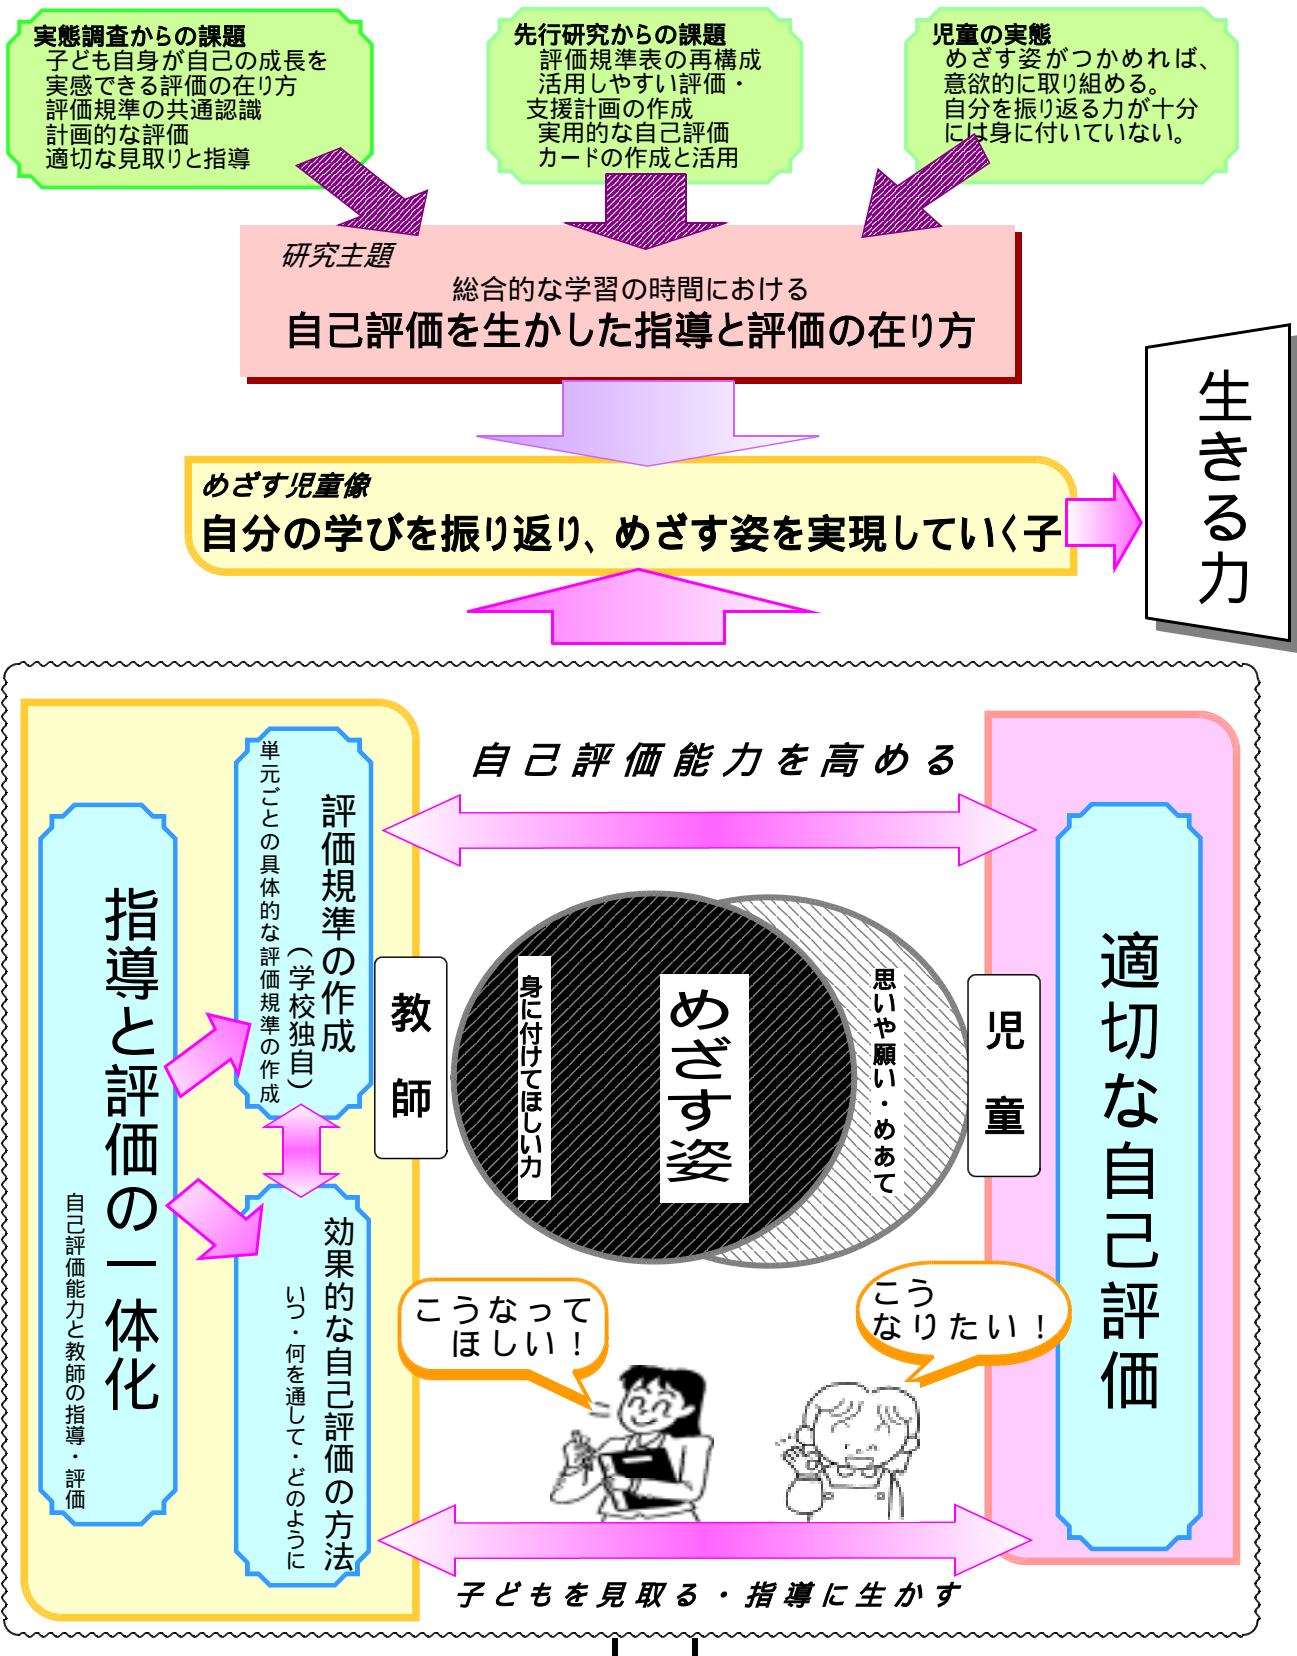 実態調査からの課題
子ども自身が自己の成長を
実感できる評価の在り方
評価規準の共通認識
計画的な評価
適切な見取りと指導
先行研究からの課題
評価規準表の再構成
活用しやすい評価・
支援計画の作成
実用的な自己評価
カードの作成と活用
児童の実態
めざす姿がつかめれば、
意欲的に取り組める。
自分を振り返る力が十分
には身に付いていない。
研究主題
総合的な学習の時間における
自己評価を生かした指導と評価の在り方
めざす児童像
自分の学びを振り返り、めざす姿を実現していく子
生きる力
自己評価能力を高める
指導と評価の一体化
自己評価能力と教師の指導・評価
評価規準の作成
（学校独自）
単元ごとの具体的な評価規準の作成
効果的な自己評価の方法
いつ・何を通して・どのように
教師
身に付けてほしい力
めざす姿
思いや願い・めあて
児童
適切な自己評価
こうなって
ほしい！
こう
なりたい！
子どもを見取る・指導に生かす